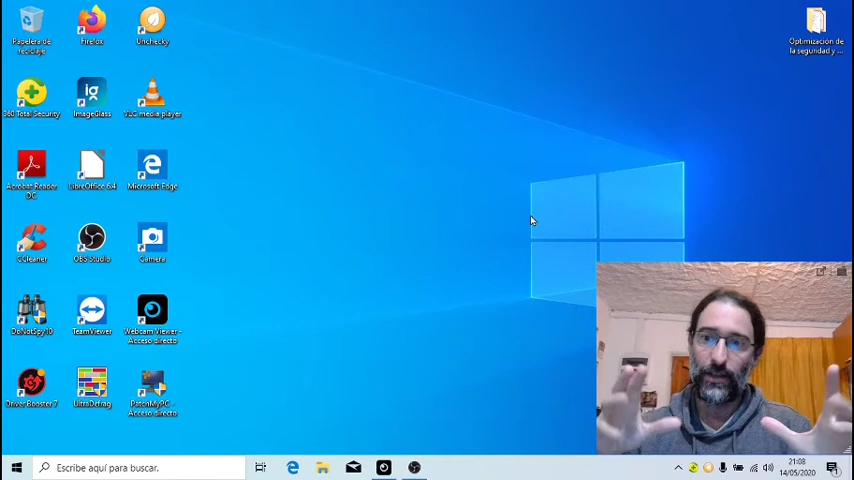 Papelera de
reciclaje
Firefox
Unchecky
Optimización de
la seguridad y ...
360 Total Security
ImageGlass
VLC media player
Acrobat Reader
DC
LibreOffice 6.4
Microsoft Edge
CCleaner
OBS Studio
Camera
DoNotSpy10
TeamViewer
Webcam Viewer -
Acceso directo
Driver Booster 7
UltraDefrag
PatchMyPC -
Acceso directo
Escribe aquí para buscar.
21:08
14/05/2020